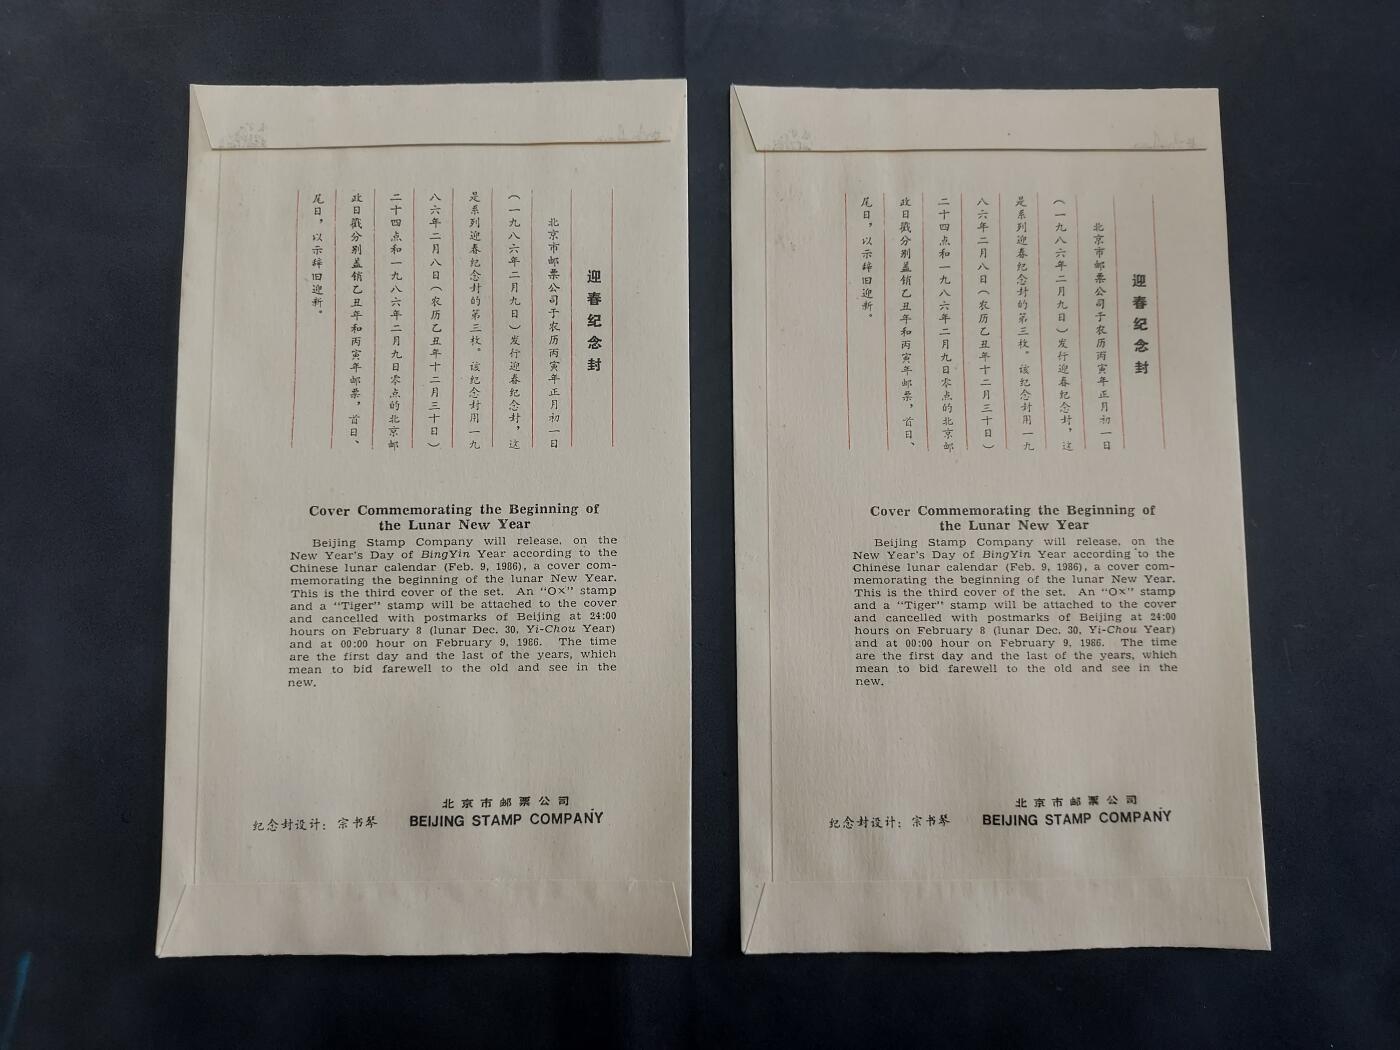 迎春纪念封
北京市邮票公司于农历丙寅年正月初一日
(一九八六年二月九日)发行迎春纪念封,这
是系列迎春纪念封的第三枚。该纪念封用一九
八六年二月八日(农历乙丑年十二月三十日)
二十四点和一九八六年二月九日零点的北京邮
政日戳分别盖销乙丑年和丙寅年邮票,首日、
尾日,以示辞旧迎新。
Cover Commemorating the Beginning of
the Lunar New Year
Beijing Stamp Company will release, on the
New Year's Day of BingYin Year according to the
Chinese lunar calendar (Feb. 9, 1986), a cover com-
memorating the beginning of the lunar New Year.
This is the third cover of the set. An "Ox" stamp
and a "Tiger" stamp will be attached to the cover
and cancelled with postmarks of Beijing at 24:00
hours on February 8 (lunar Dec. 30, Yi-Chou Year)
and at 00:00 hour on February 9, 1986. The time
are the first day and the last of the years, which
mean to bid farewell to the old and see in the
new.
北京市邮票公司
纪念封设计: 宗书琴 BEIJING STAMP COMPANY
迎春纪念封
北京市邮票公司于农历丙寅年正月初一日
(一九八六年二月九日)发行迎春纪念封,这
是系列迎春纪念封的第三枚。该纪念封用一九
八六年二月八日(农历乙丑年十二月三十日)
二十四点和一九八六年二月九日零点的北京邮
政日戳分别盖销乙丑年和丙寅年邮票,首日、
尾日,以示辞旧迎新。
Cover Commemorating the Beginning of
the Lunar New Year
Beijing Stamp Company will release, on the
New Year's Day of BingYin Year according to the
Chinese lunar calendar (Feb. 9, 1986), a cover com-
memorating the beginning of the lunar New Year.
This is the third cover of the set. An "Ox" stamp
and a "Tiger" stamp will be attached to the cover
and cancelled with postmarks of Beijing at 24:00
hours on February 8 (lunar Dec. 30, Yi-Chou Year)
and at 00:00 hour on February 9, 1986. The time
are the first day and the last of the years, which
mean to bid farewell to the old and see in the
new.
北京市邮票公司
纪念封设计: 宗书琴 BEIJING STAMP COMPANY